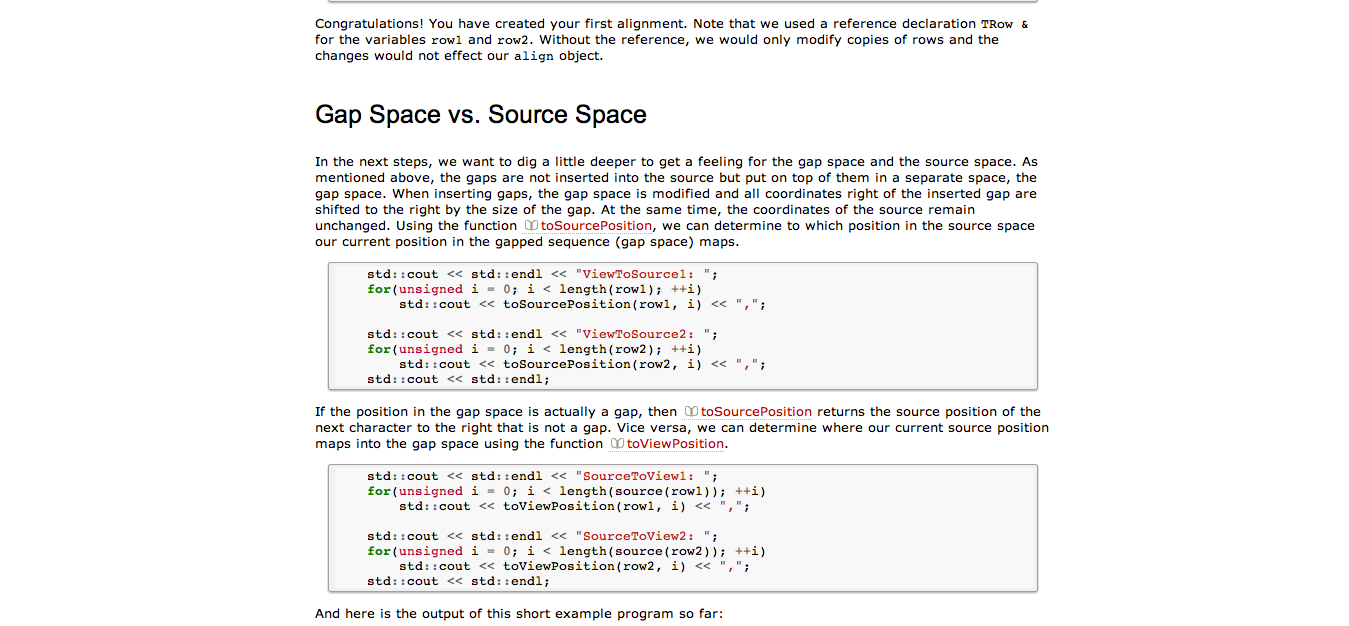 Congratulations! You have created your first alignment. Note that we used a reference declaration TRow &
for the variables row1 and row2. Without the reference, we would only modify copies of rows and the
changes would not effect our align object.
Gap Space vs. Source Space
In the next steps, we want to dig a little deeper to get a feeling for the gap space and the source space. As
mentioned above, the gaps are not inserted into the source but put on top of them in a separate space, the
gap space. When inserting gaps, the gap space is modified and all coordinates right of the inserted gap are
shifted to the right by the size of the gap. At the same time, the coordinates of the source remain
unchanged. Using the function toSourcePosition, we can determine to which position in the source space
our current position in the gapped sequence (gap space) maps.
std::cout << std::endl << "ViewToSource1: ";
for(unsigned i = 0; i < length(row1); ++i)
    std::cout << toSourcePosition(row1, i) << ",";
std::cout << std::endl << "ViewToSource2: ";
for(unsigned i = 0; i < length(row2); ++i)
    std::cout << toSourcePosition(row2, i) << ",";
std::cout << std::endl;
If the position in the gap space is actually a gap, then toSourcePosition returns the source position of the
next character to the right that is not a gap. Vice versa, we can determine where our current source position
maps into the gap space using the function toViewPosition.
std::cout << std::endl << "SourceToView1: ";
for(unsigned i = 0; i < length(source(row1)); ++i)
    std::cout << toViewPosition(row1, i) << ",";
std::cout << std::endl << "SourceToView2: ";
for(unsigned i = 0; i < length(source(row2)); ++i)
    std::cout << toViewPosition(row2, i) << ",";
std::cout << std::endl;
And here is the output of this short example program so far: